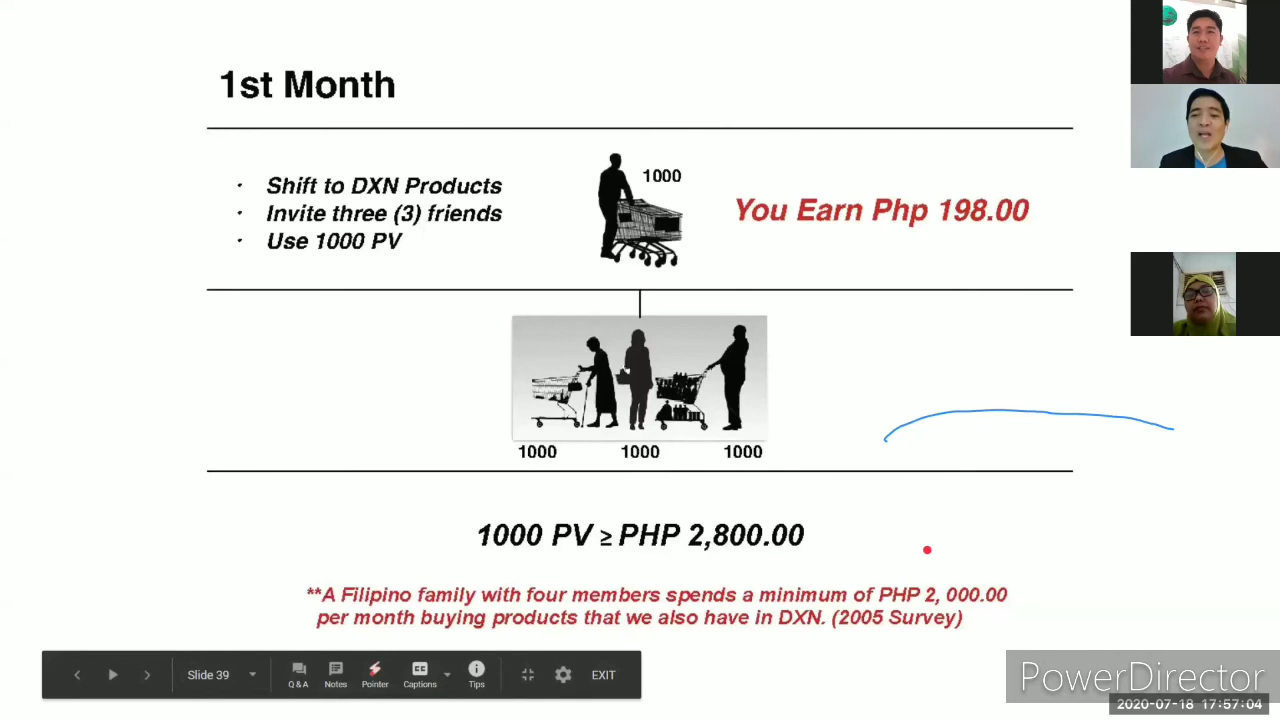 1st Month
· Shift to DXN Products
· Invite three (3) friends
· Use 1000 PV
1000
You Earn Php 198.00
1000 1000 1000
1000 PV ≥ PHP 2,800.00
**A Filipino family with four members spends a minimum of PHP 2, 000.00
per month buying products that we also have in DXN. (2005 Survey)
Slide 39
Q & A
Notes
Pointer
CC
Captions
Tips
EXIT
PowerDirector
2020-07-18 17:57:04